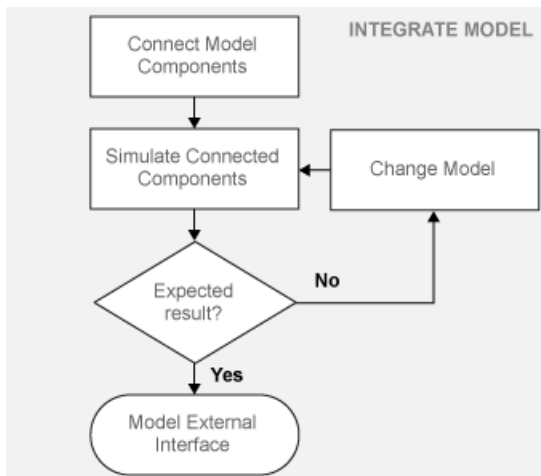 INTEGRATE MODEL
Connect Model
Components
Simulate Connected
Components
Change Model
Expected
result?
No
Yes
Model External
Interface